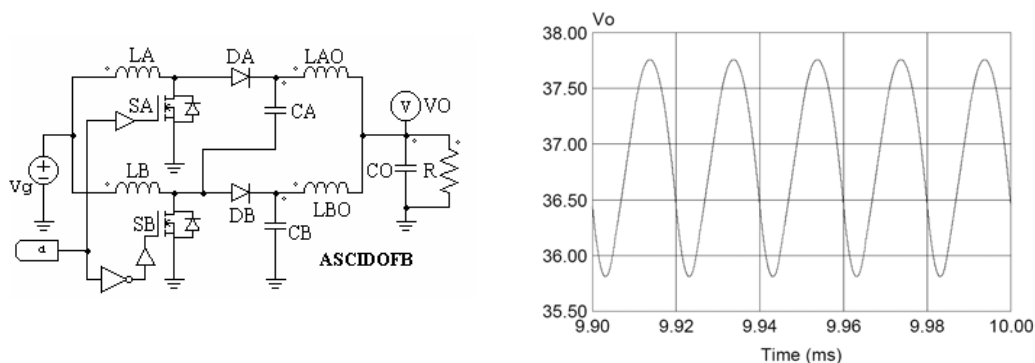 LA DA LAO
SA
CA
V VO
Vg
LB
CO R
SB
DB LBO
CB
d
ASCIDOFB
Vo
38.00
37.50
37.00
36.50
36.00
35.50
9.90 9.92 9.94 9.96 9.98 10.00
Time (ms)